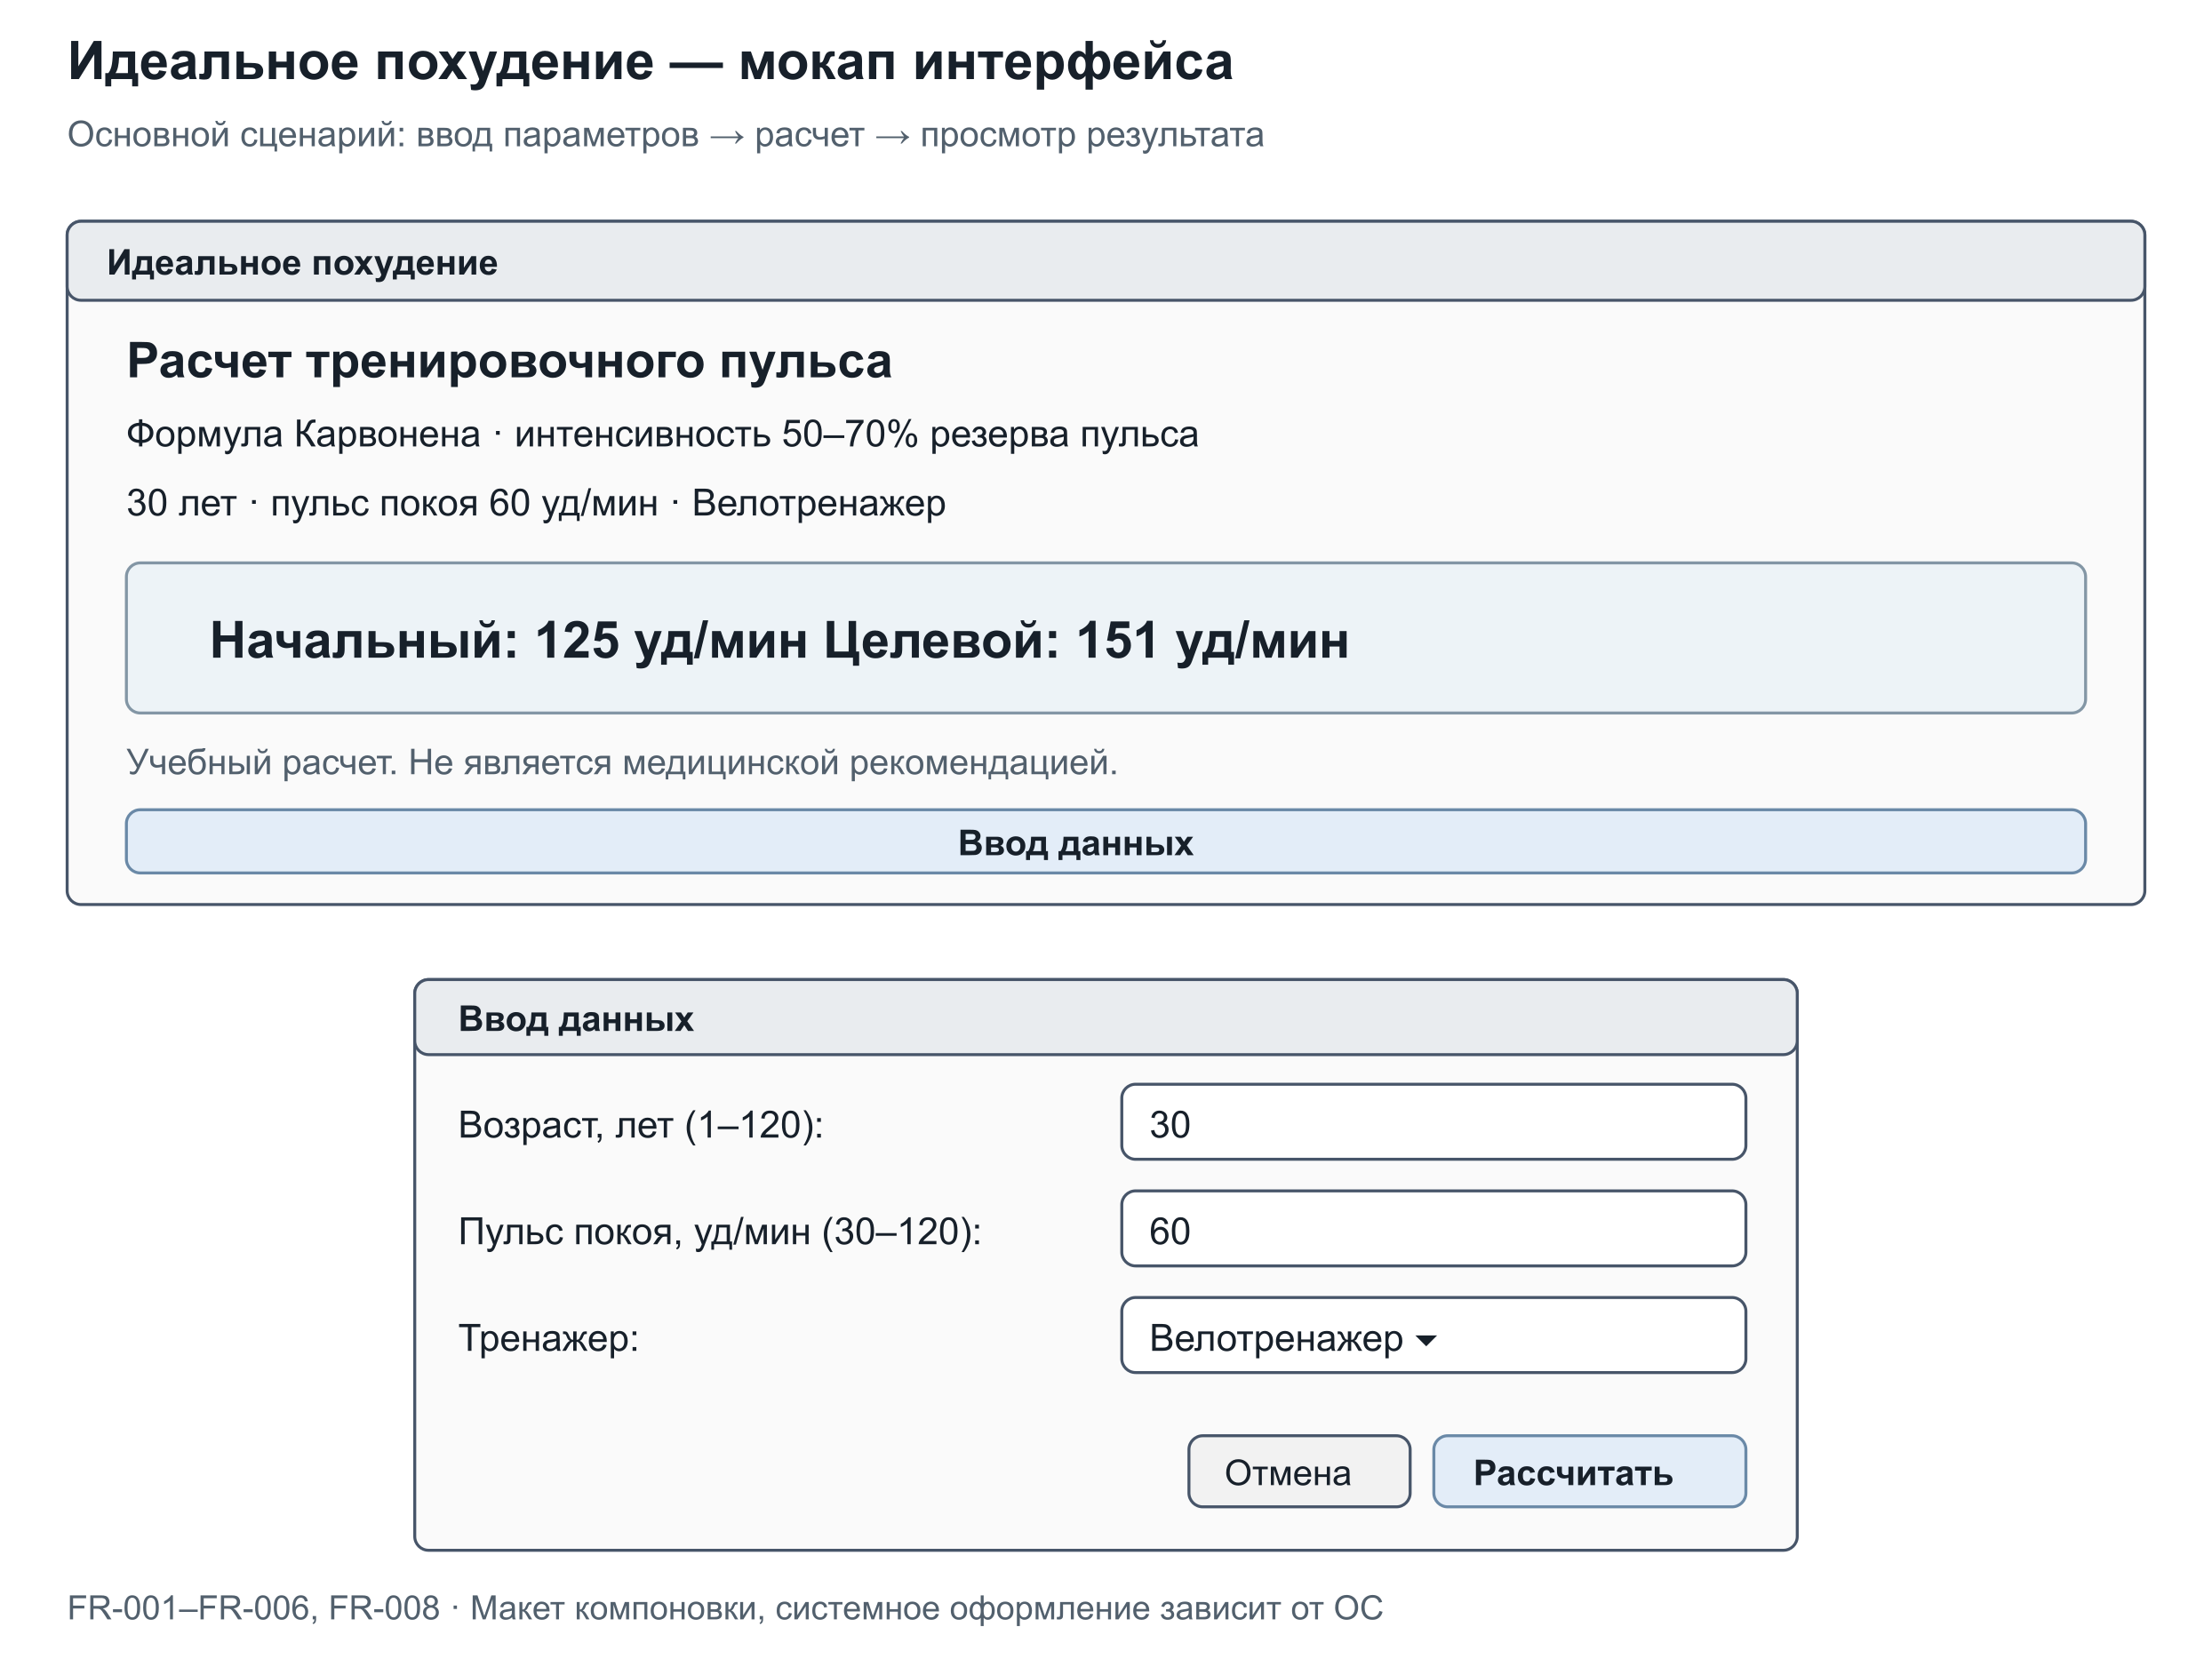 Идеальное похудение — мокап интерфейса
Основной сценарий: ввод параметров → расчет → просмотр результата
Идеальное похудение
Расчет тренировочного пульса
Формула Карвонена · интенсивность 50–70% резерва пульса
30 лет · пульс покоя 60 уд/мин · Велотренажер
Начальный: 125 уд/мин Целевой: 151 уд/мин
Учебный расчет. Не является медицинской рекомендацией.
Ввод данных
Ввод данных
Возраст, лет (1–120):
30
Пульс покоя, уд/мин (30–220):
60
Тренажер:
Велотренажер
Отмена
Рассчитать
FR-001–FR-006, FR-008 · Макет компоновки, системное оформление зависит от ОС